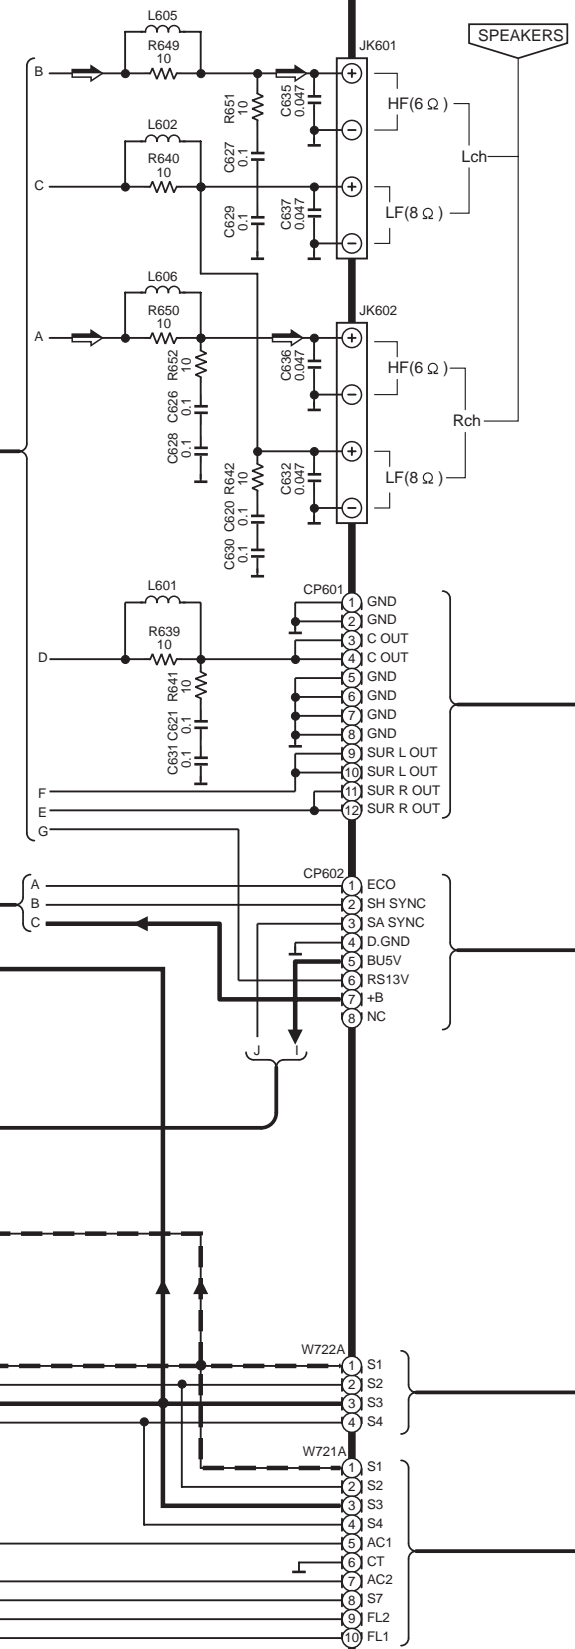 L605
SPEAKERS
R649
10
JK601
B
+
R651
10
C635
0.047
HF(6 Ω)
L602
−
R640
10
C627
0.1
Lch
C
+
C629
0.1
C637
0.047
LF(8 Ω)
−
L606
R650
10
JK602
A
+
R652
10
C636
0.047
HF(6 Ω)
C626
0.1
−
Rch
C628
0.1
+
R642
10
C632
0.047
LF(8 Ω)
C620
0.1
−
C630
0.1
L601
CP601
1 GND
2 GND
R639
10
3 C OUT
D
4 C OUT
R641
10
5 GND
6 GND
C621
0.1
7 GND
8 GND
C631
0.1
9 SUR L OUT
10 SUR L OUT
F
11 SUR R OUT
E
12 SUR R OUT
G
CP602
A
1 ECO
B
2 SH SYNC
C
3 SA SYNC
4 D.GND
5 BU5V
6 RS13V
7 +B
8 NC
J I
W722A
1 S1
2 S2
3 S3
4 S4
W721A
1 S1
2 S2
3 S3
4 S4
5 AC1
6 CT
7 AC2
8 S7
9 FL2
10 FL1